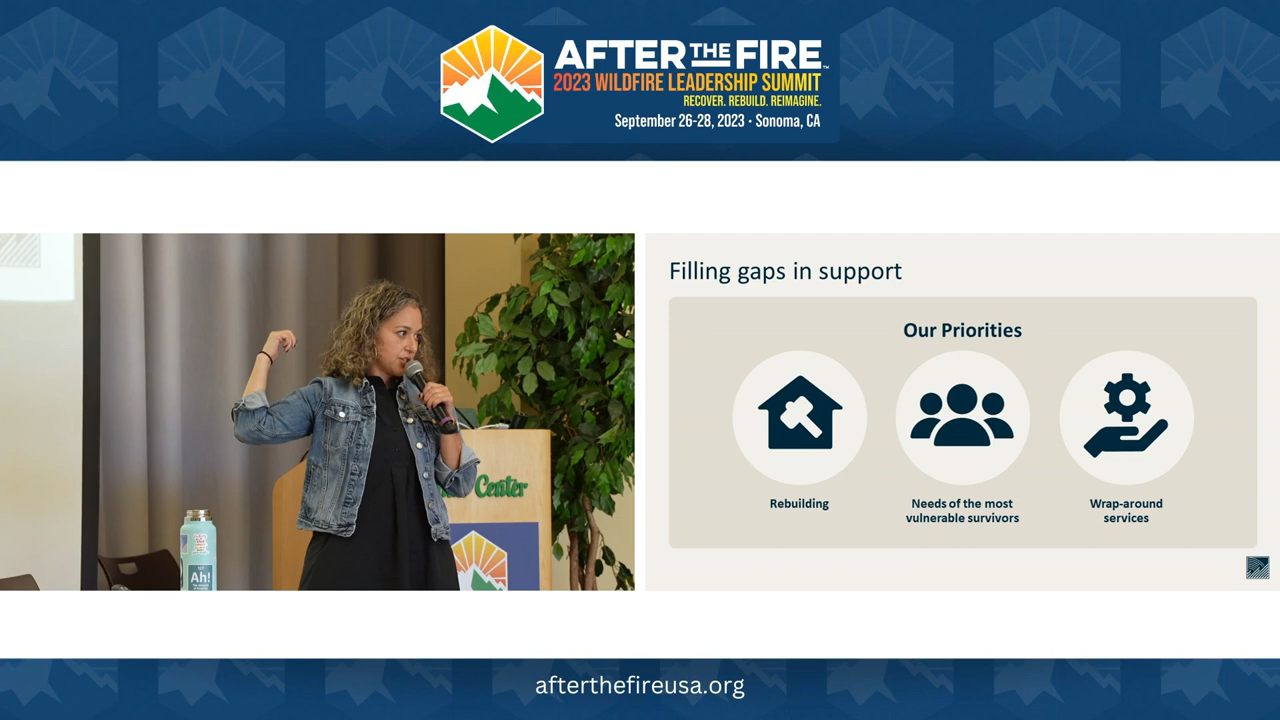 AFTER THE FIRE™
2023 WILDFIRE LEADERSHIP SUMMIT
RECOVER. REBUILD. REIMAGINE.
September 26-28, 2023 • Sonoma, CA
Center
Ah!
Filling gaps in support
Our Priorities
Rebuilding
Needs of the most
vulnerable survivors
Wrap-around
services
afterthefireusa.org